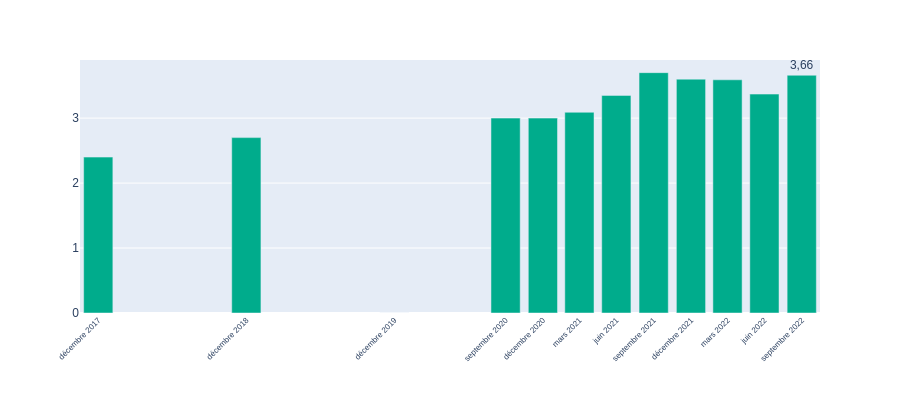 3,66
3
2
1
0
décembre 2017
décembre 2018
décembre 2019
septembre 2020
décembre 2020
mars 2021
juin 2021
septembre 2021
décembre 2021
mars 2022
juin 2022
septembre 2022